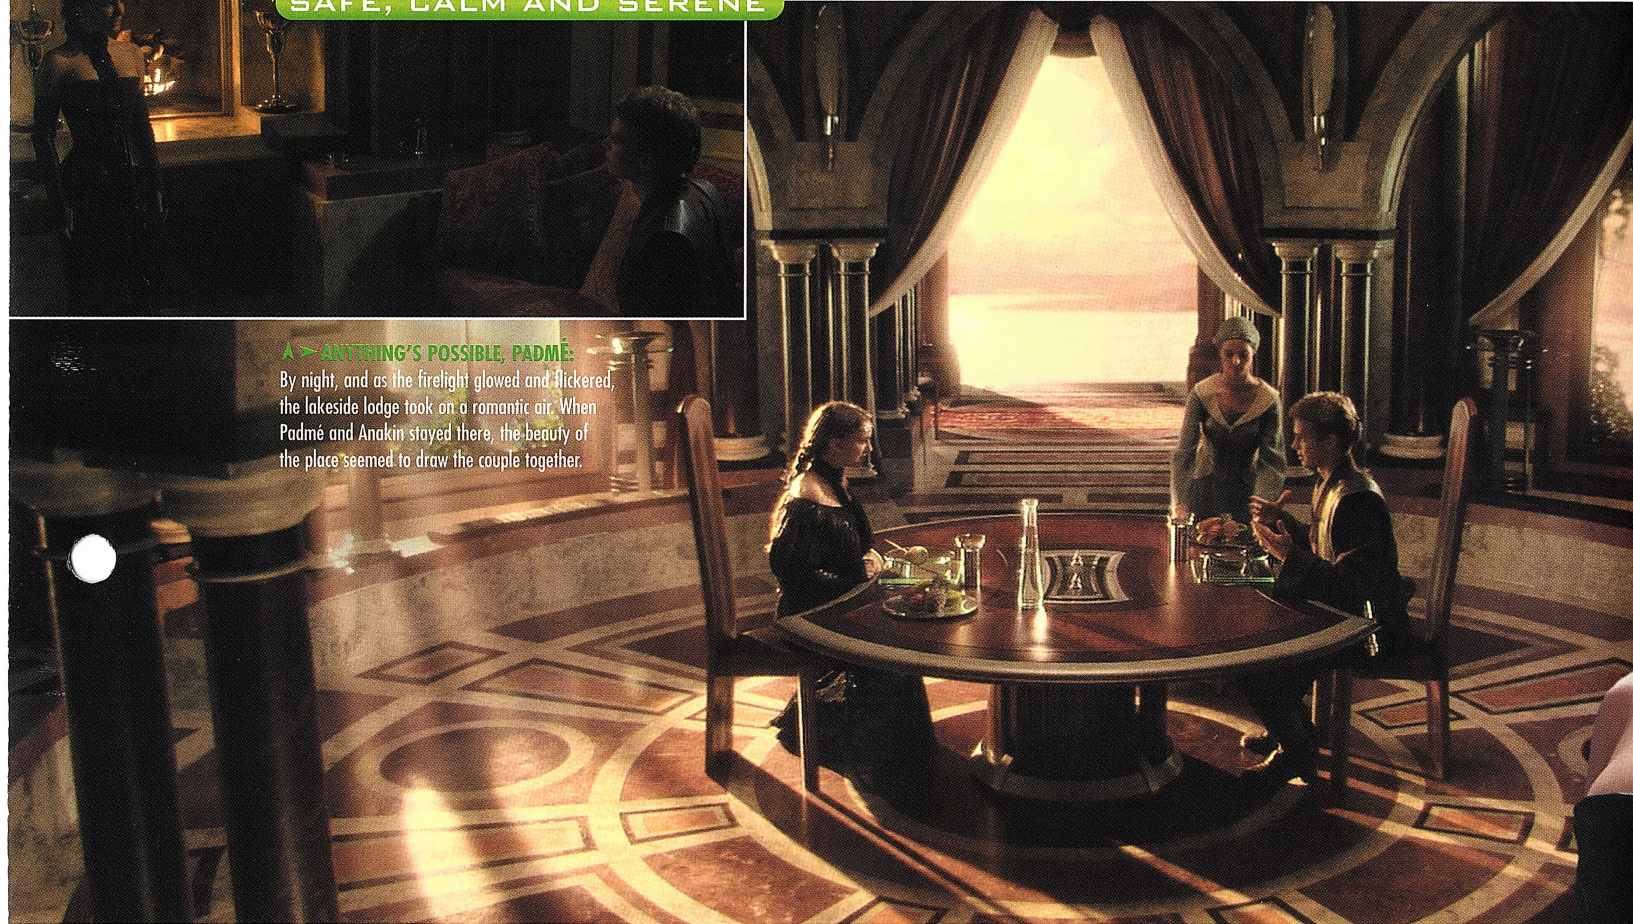 SAFE, CALM AND SERENE
ANYTHING'S POSSIBLE, PADMÉ:
By night, and as the firelight glowed and flickered,
the lakeside lodge took on a romantic air. When
Padmé and Anakin stayed there, the beauty of
the place seemed to draw the couple together.